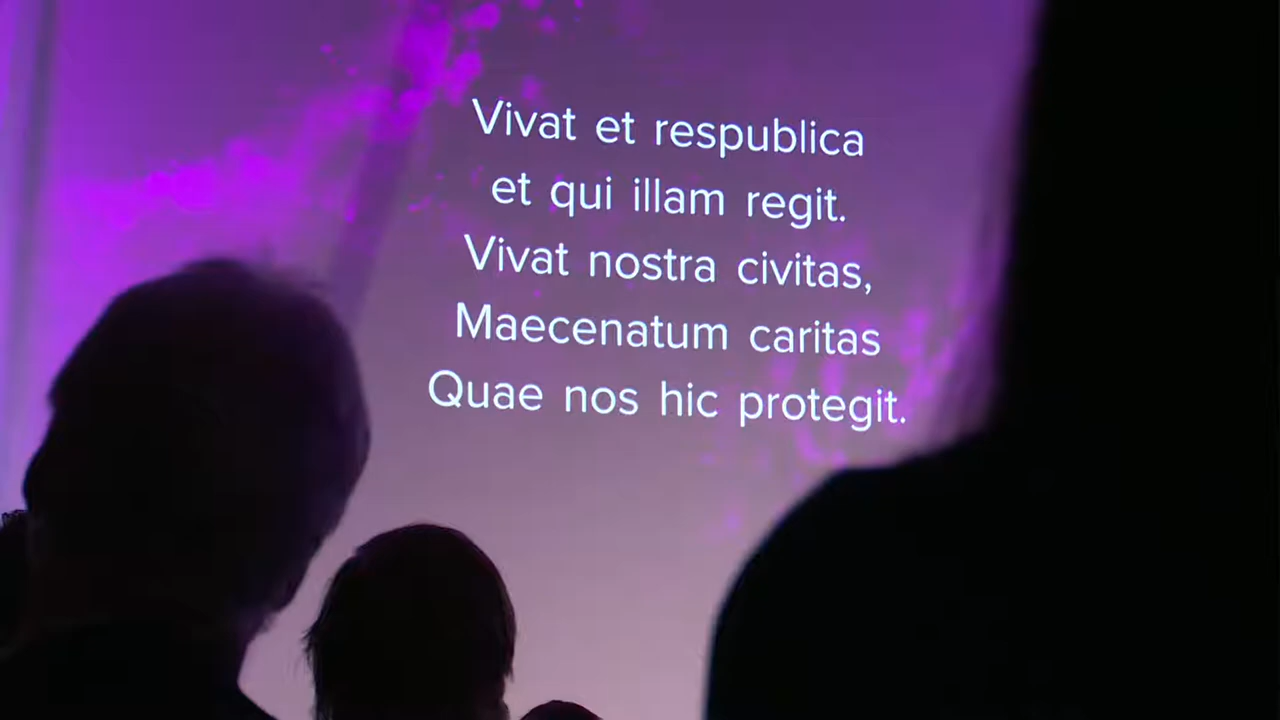 Vivat et respublica
et qui illam regit.
Vivat nostra civitas,
Maecenatum caritas
Quae nos hic protegit.